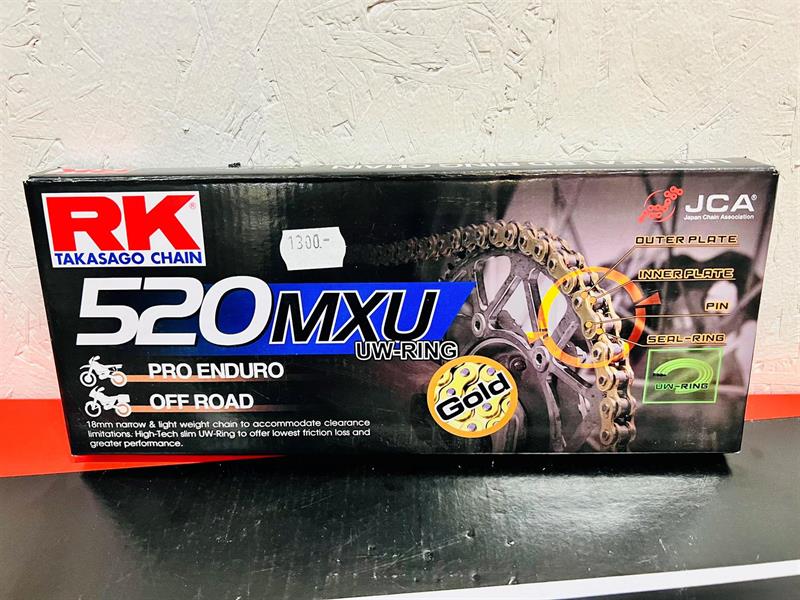 RK®
TAKASAGO CHAIN
1300.-
JCA®
Japan Chain Association
OUTER PLATE
INNER PLATE
PIN
SEAL-RING
UW-RING
520MXU
UW-RING
PRO ENDURO
OFF ROAD
Gold
18mm narrow & light weight chain to accommodate clearance
limitations. High-Tech slim UW-Ring to offer lowest friction loss and
greater performance.